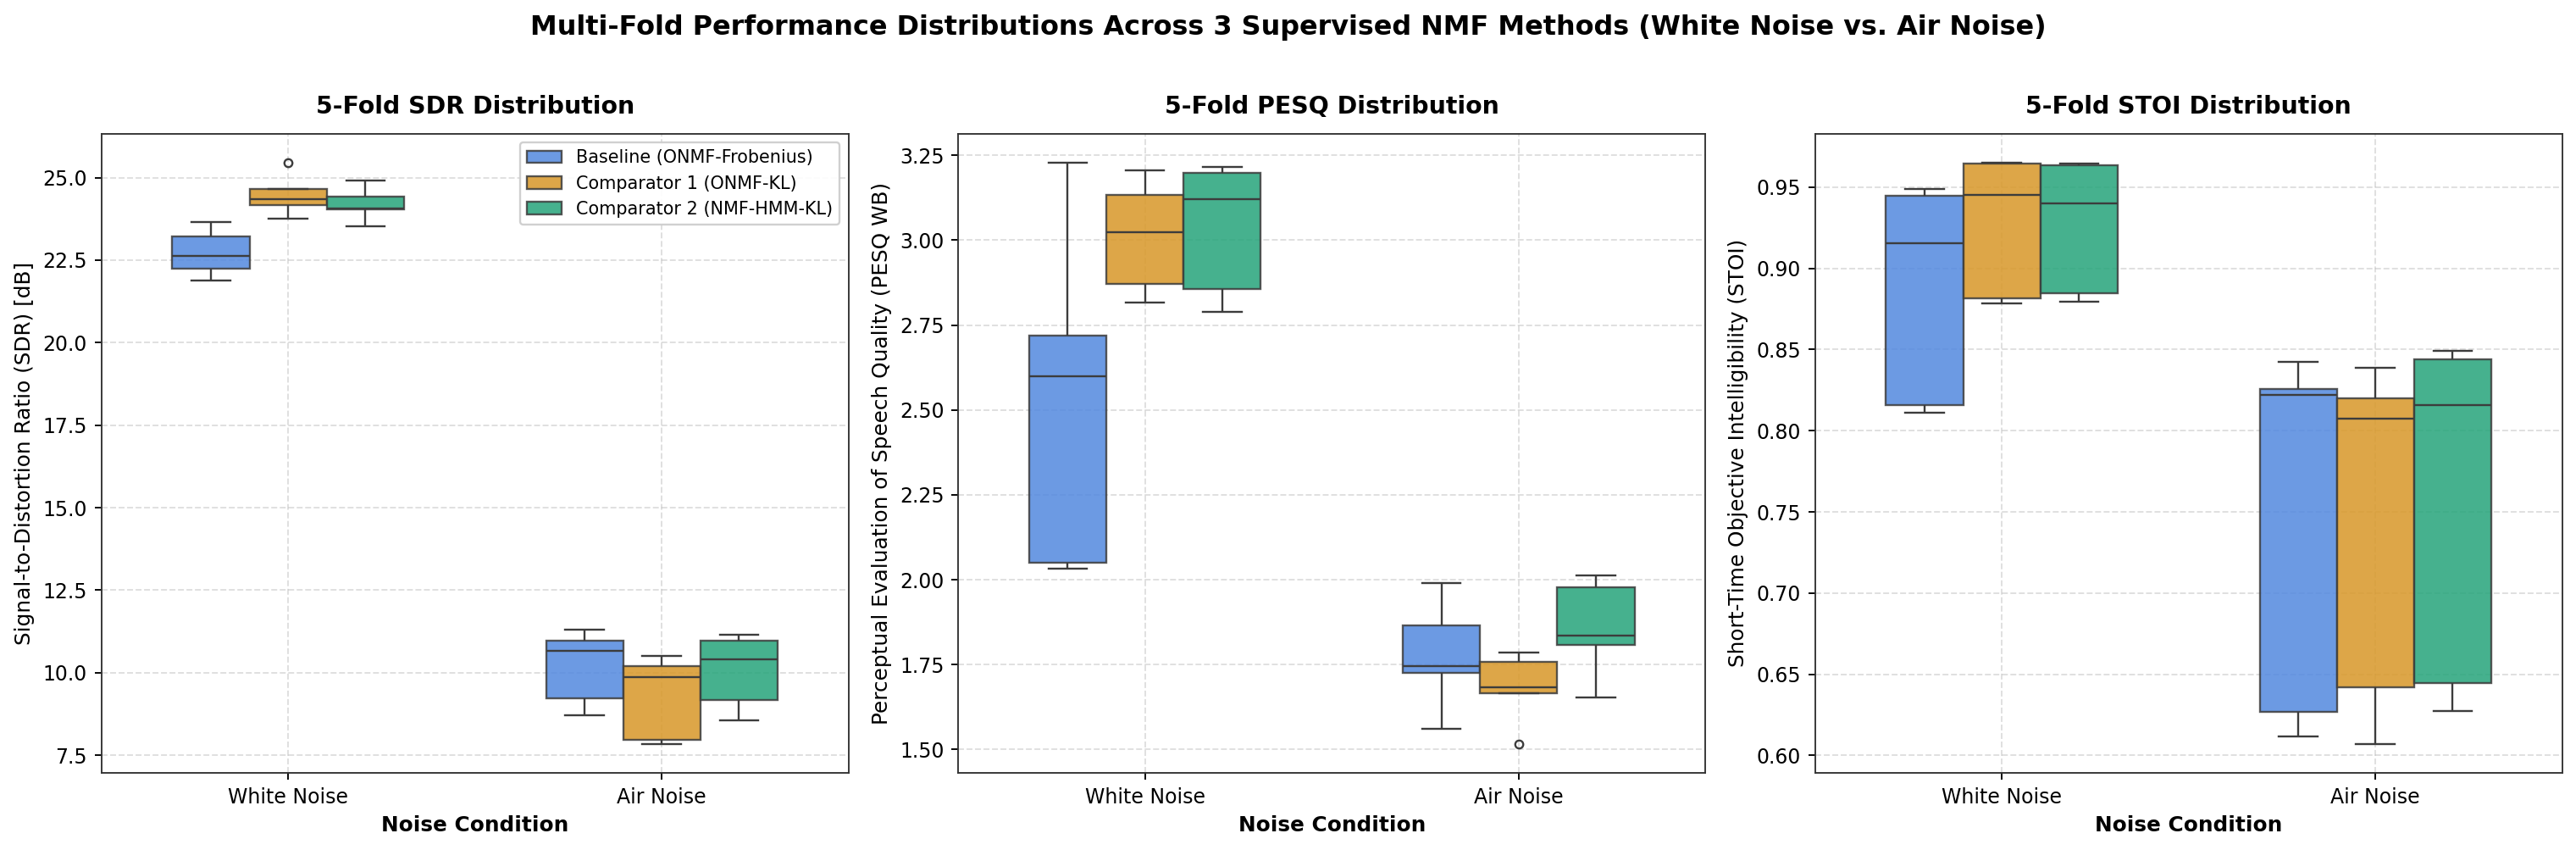 Multi-Fold Performance Distributions Across 3 Supervised NMF Methods (White Noise vs. Air Noise)
5-Fold SDR Distribution
Signal-to-Distortion Ratio (SDR) [dB]
25.0
22.5
20.0
17.5
15.0
12.5
10.0
7.5
Baseline (ONMF-Frobenius)
Comparator 1 (ONMF-KL)
Comparator 2 (NMF-HMM-KL)
White Noise
Air Noise
Noise Condition
5-Fold PESQ Distribution
Perceptual Evaluation of Speech Quality (PESQ WB)
3.25
3.00
2.75
2.50
2.25
2.00
1.75
1.50
White Noise
Air Noise
Noise Condition
5-Fold STOI Distribution
Short-Time Objective Intelligibility (STOI)
0.95
0.90
0.85
0.80
0.75
0.70
0.65
0.60
White Noise
Air Noise
Noise Condition